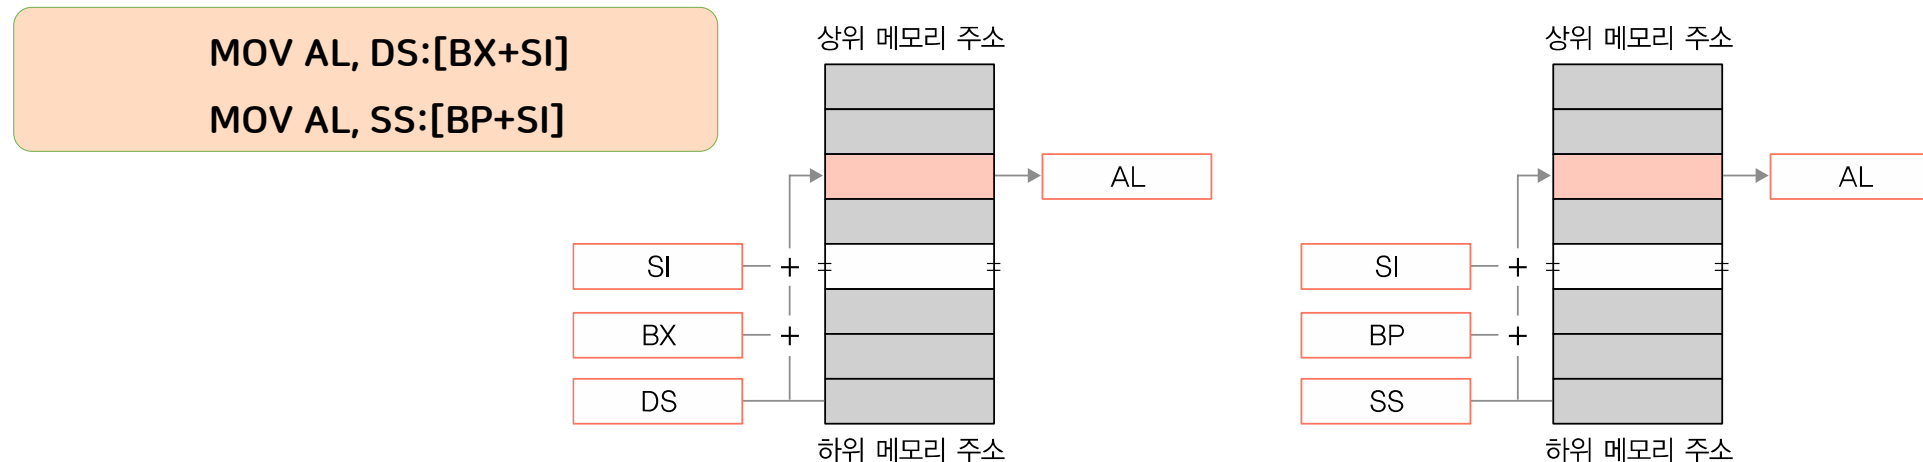 MOV AL, DS:[BX+SI]
MOV AL, SS:[BP+SI]
상위 메모리 주소
AL
SI
+
BX
+
DS
하위 메모리 주소
상위 메모리 주소
AL
SI
+
BP
+
SS
하위 메모리 주소